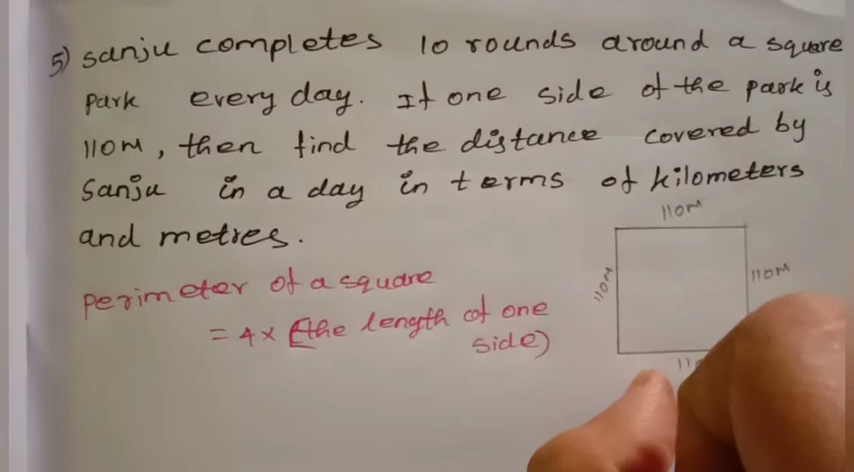 5) Sanju completes 10 rounds around a square
park every day. If one side of the park is
110M, then find the distance covered by
Sanju in a day in terms of kilometers
and metres.
110M
110M
110M
Perimeter of a square
= 4 × (the length of one
side)